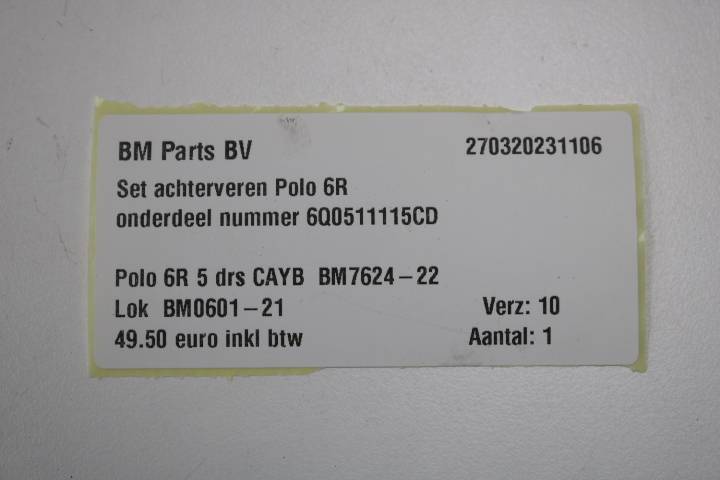 BM Parts BV 270320231106
Set achterveren Polo 6R
onderdeel nummer 6Q0511115CD
Polo 6R 5 drs CAYB BM7624-22
Lok BM0601-21 Verz: 10
49.50 euro inkl btw Aantal: 1